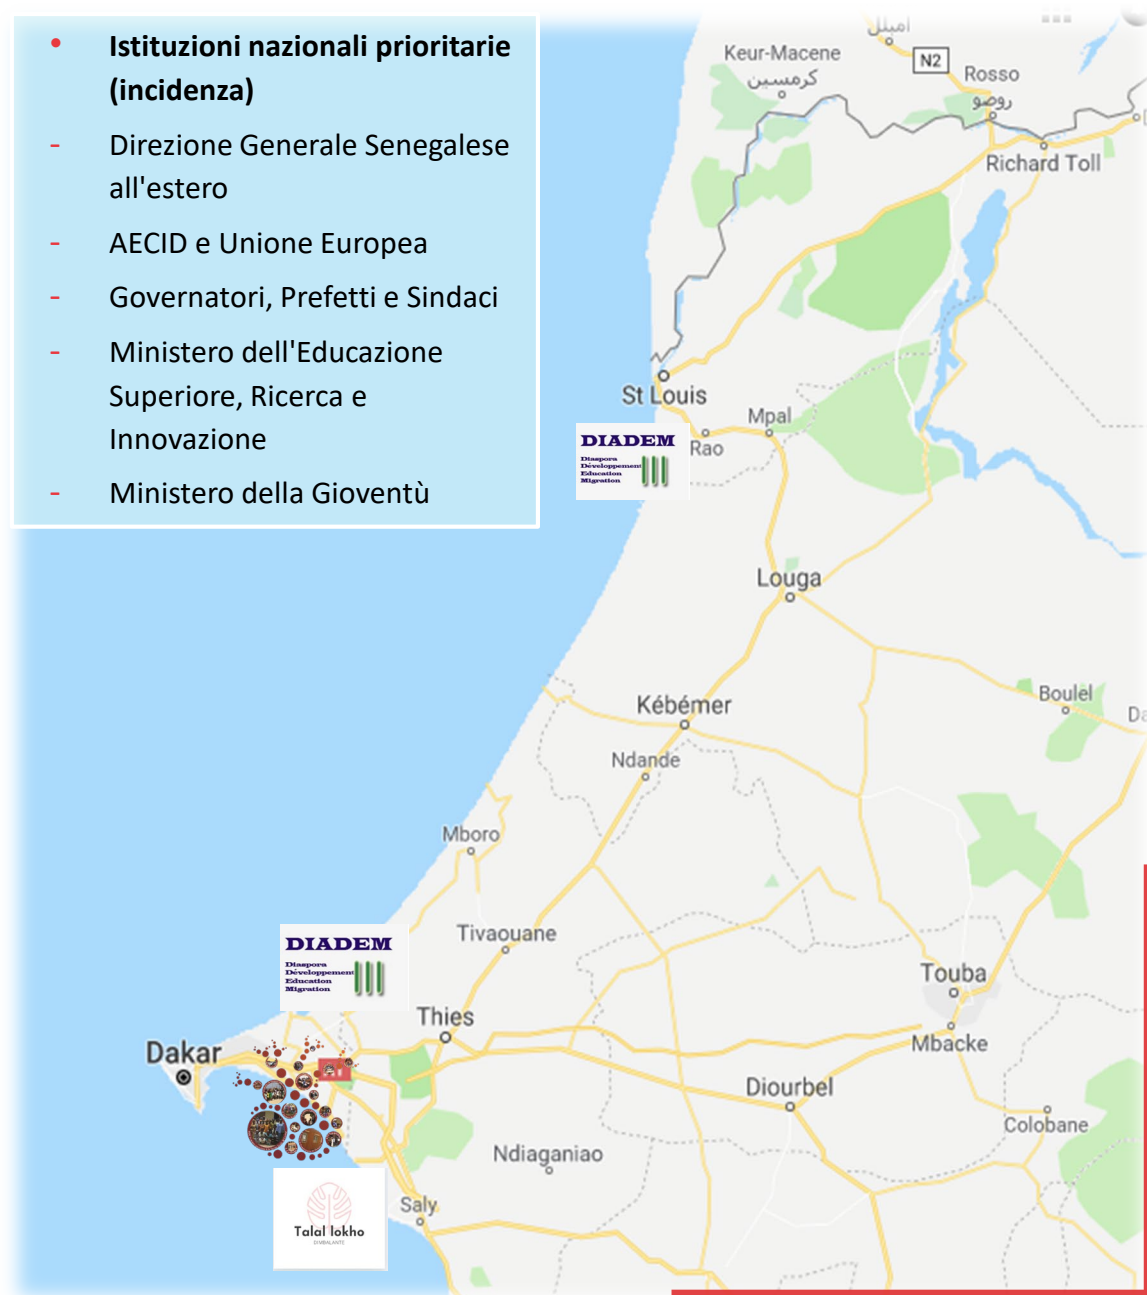 • Istituzioni nazionali prioritarie
(incidenza)
- Direzione Generale Senegalese
all'estero
- AECID e Unione Europea
- Governatori, Prefetti e Sindaci
- Ministero dell'Educazione
Superiore, Ricerca e
Innovazione
- Ministero della Gioventù
امبلل
Keur-Macene
كرمسين
N2
Rosso
روصو
Richard Toll
St Louis
Mpal
Rao
DIADEM
Diaspora
Développement
Education
Migration
Louga
Boulel
Da
Kébémer
Ndande
Mboro
Tivaouane
DIADEM
Diaspora
Développement
Education
Migration
Touba
Thies
Mbacke
Dakar
Diourbel
Colobane
Ndiaganiao
Saly
Talal lokho
DIMBALANTE